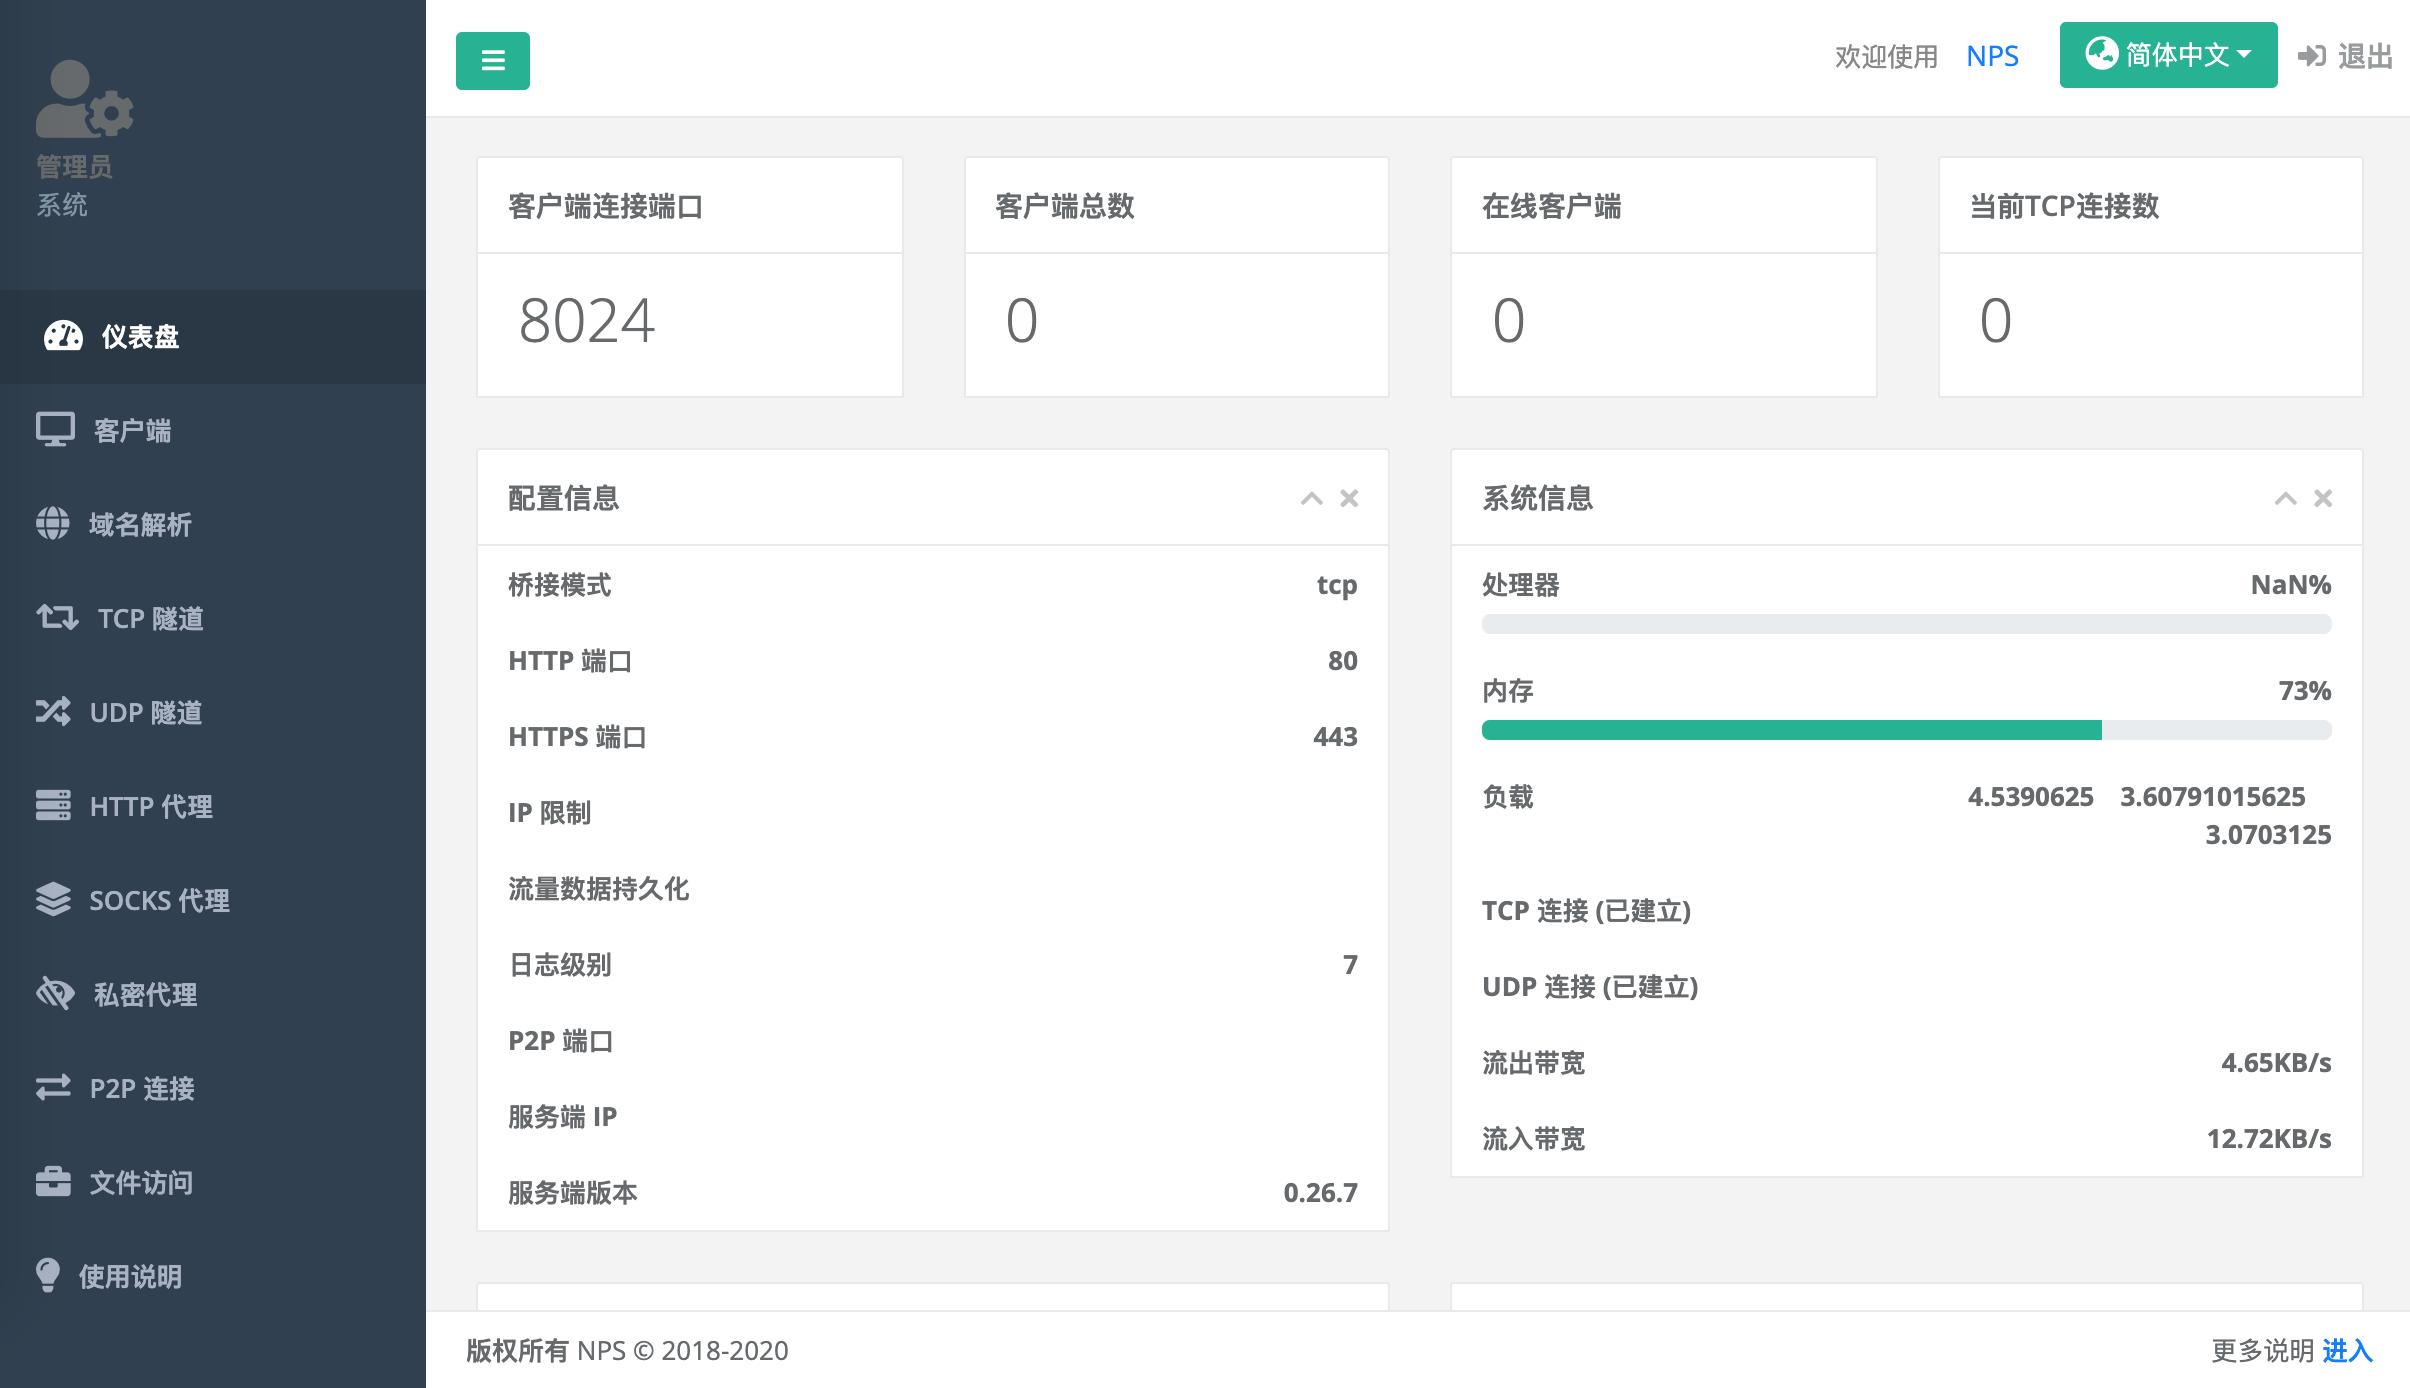 管理员
系统
仪表盘
客户端
域名解析
TCP 隧道
UDP 隧道
HTTP 代理
SOCKS 代理
私密代理
P2P 连接
文件访问
使用说明
欢迎使用 NPS 简体中文 退出
客户端连接端口
8024
客户端总数
0
在线客户端
0
当前TCP连接数
0
配置信息
桥接模式 tcp
HTTP 端口 80
HTTPS 端口 443
IP 限制
流量数据持久化
日志级别 7
P2P 端口
服务端 IP
服务端版本 0.26.7
系统信息
处理器 NaN%
内存 73%
负载 4.5390625 3.60791015625
3.0703125
TCP 连接 (已建立)
UDP 连接 (已建立)
流出带宽 4.65KB/s
流入带宽 12.72KB/s
版权所有 NPS © 2018-2020
更多说明 进入